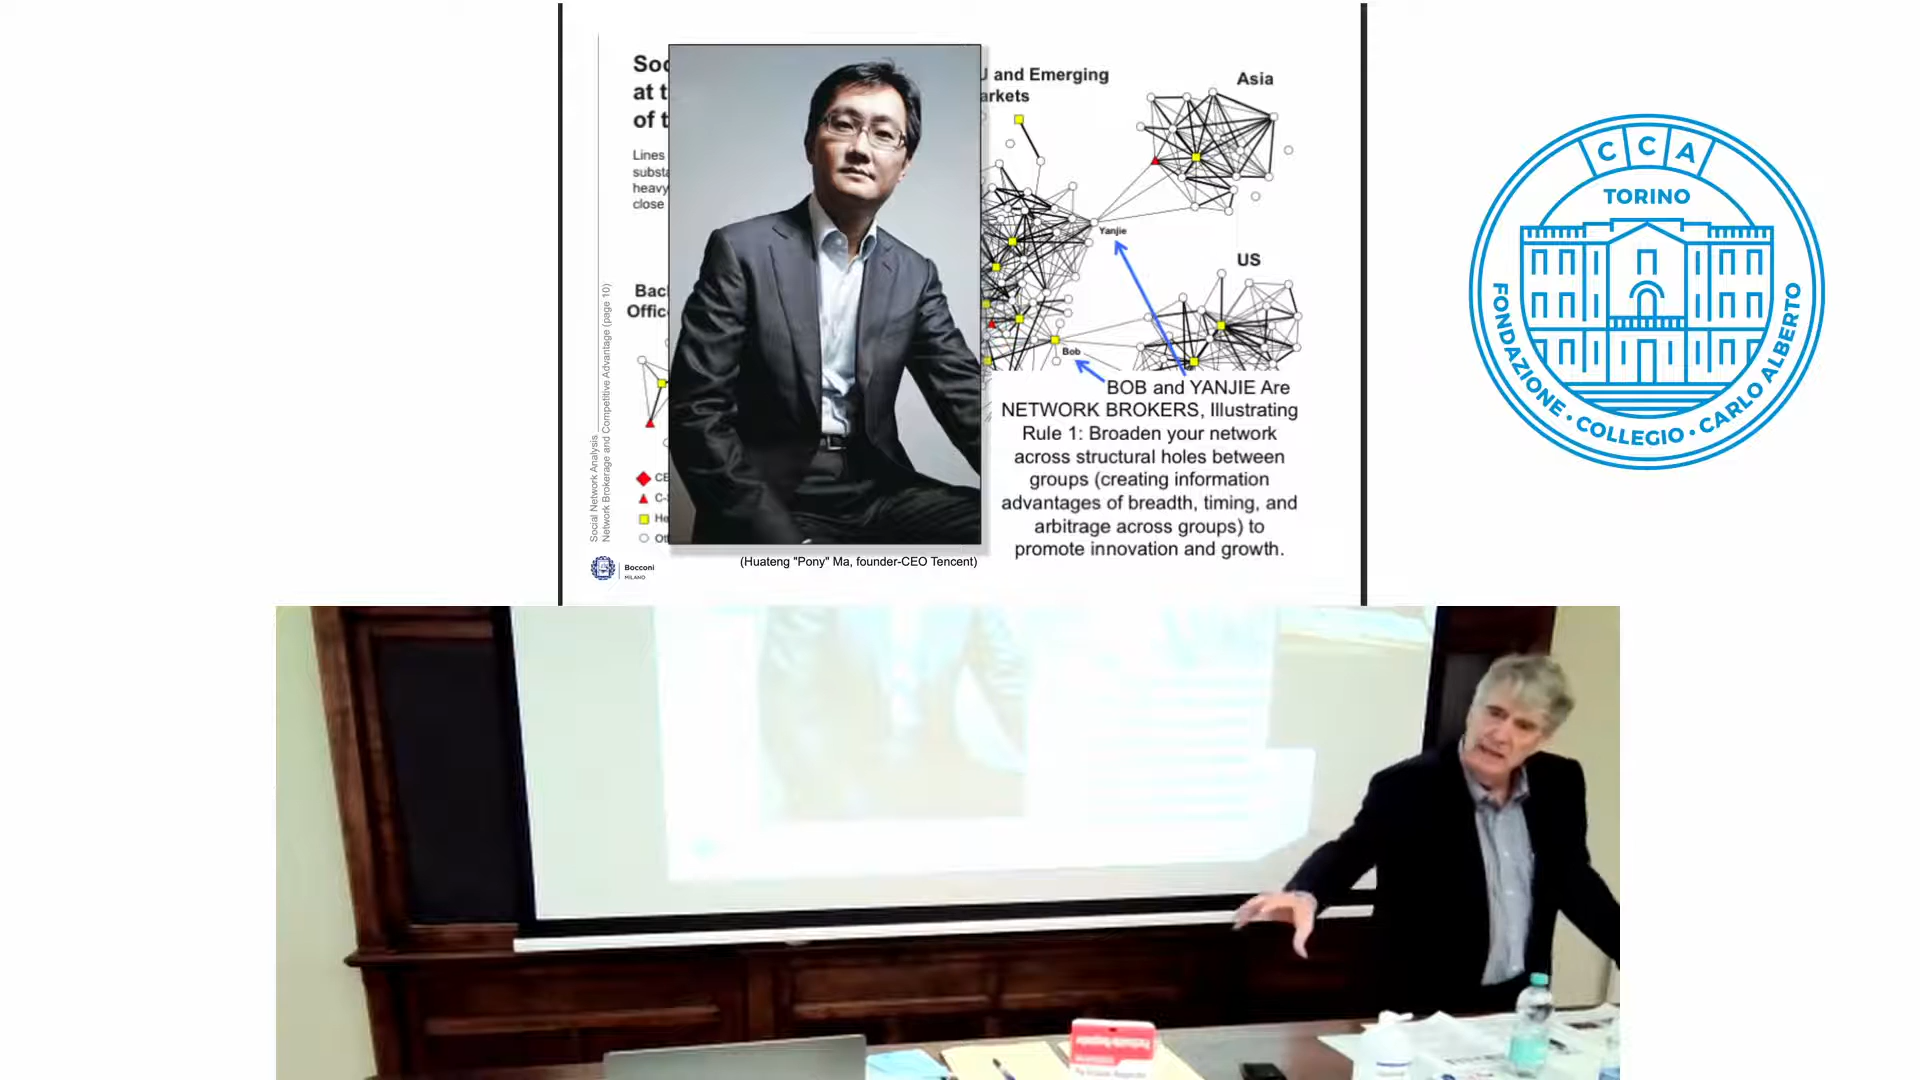 Soc
at t
of t
Lines
substa
heavy
close
U and Emerging
arkets
Asia
Yanjie
US
Bac
Offic
Bob
BOB and YANJIE Are
NETWORK BROKERS, Illustrating
Rule 1: Broaden your network
across structural holes between
groups (creating information
advantages of breadth, timing, and
arbitrage across groups) to
promote innovation and growth.
CE
C-
He
Ot
(Huateng "Pony" Ma, founder-CEO Tencent)
Social Network Analysis
Network Brokerage and Competitive Advantage (page 10)
Bocconi
MILANO
CCA
TORINO
FONDAZIONE • COLLEGIO • CARLO ALBERTO